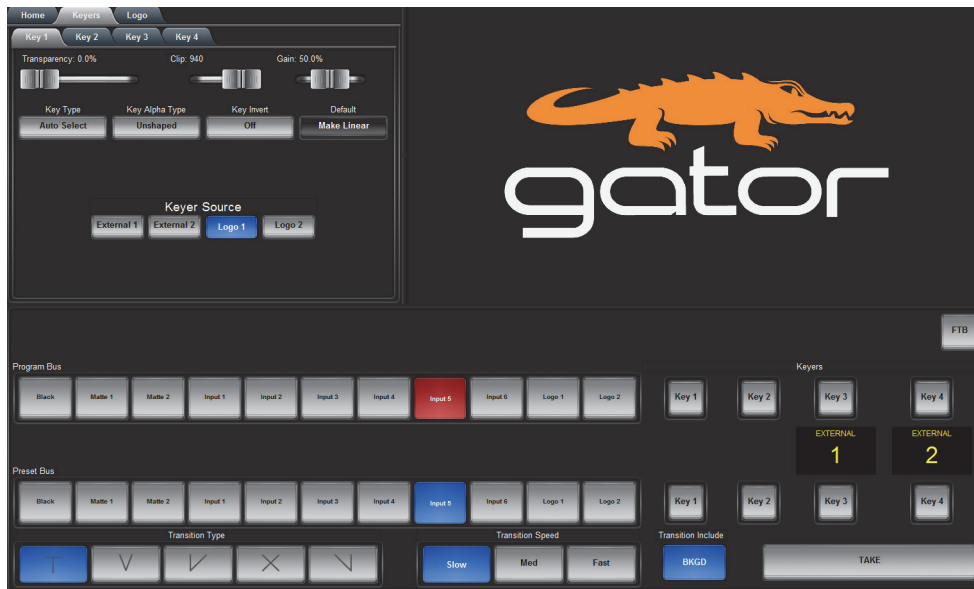 Home Keyers Logo
Key 1 Key 2 Key 3 Key 4
Transparency: 0.0% Clip: 940 Gain: 50.0%
Key Type Key Alpha Type Key Invert Default
Auto Select Unshaped Off Make Linear
Keyer Source
External 1 External 2 Logo 1 Logo 2
gator
FTB
Program Bus Keyers
Black Matte 1 Matte 2 Input 1 Input 2 Input 3 Input 4 Input 5 Input 6 Logo 1 Logo 2 Key 1 Key 2 Key 3 Key 4
EXTERNAL EXTERNAL
1 2
Preset Bus
Black Matte 1 Matte 2 Input 1 Input 2 Input 3 Input 4 Input 5 Input 6 Logo 1 Logo 2 Key 1 Key 2 Key 3 Key 4
Transition Type Transition Speed Transition Include
Slow Med Fast BKGD TAKE